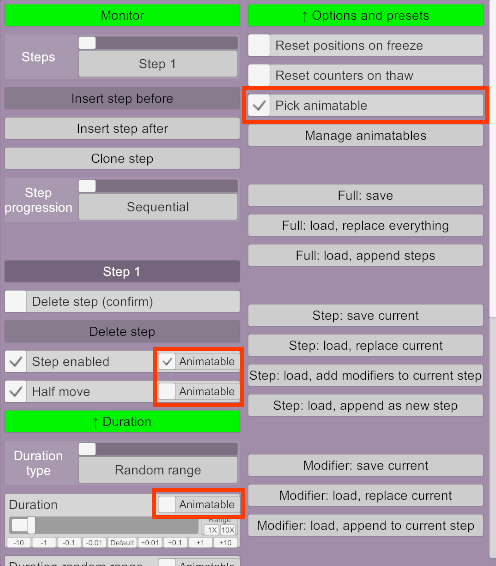 Monitor
Steps
Step 1
Insert step before
Insert step after
Clone step
Step
progression
Sequential
Step 1
Delete step (confirm)
Delete step
Step enabled
Animatable
Half move
Animatable
↑ Duration
Duration
type
Random range
Duration
Animatable
Range
.1X 10X
-10 -1 -0.1 -0.01 Default +0.01 +0.1 +1 +10
Duration random range
Animatable
↑ Options and presets
Reset positions on freeze
Reset counters on thaw
Pick animatable
Manage animatables
Full: save
Full: load, replace everything
Full: load, append steps
Step: save current
Step: load, replace current
Step: load, add modifiers to current step
Step: load, append as new step
Modifier: save current
Modifier: load, replace current
Modifier: load, append to current step